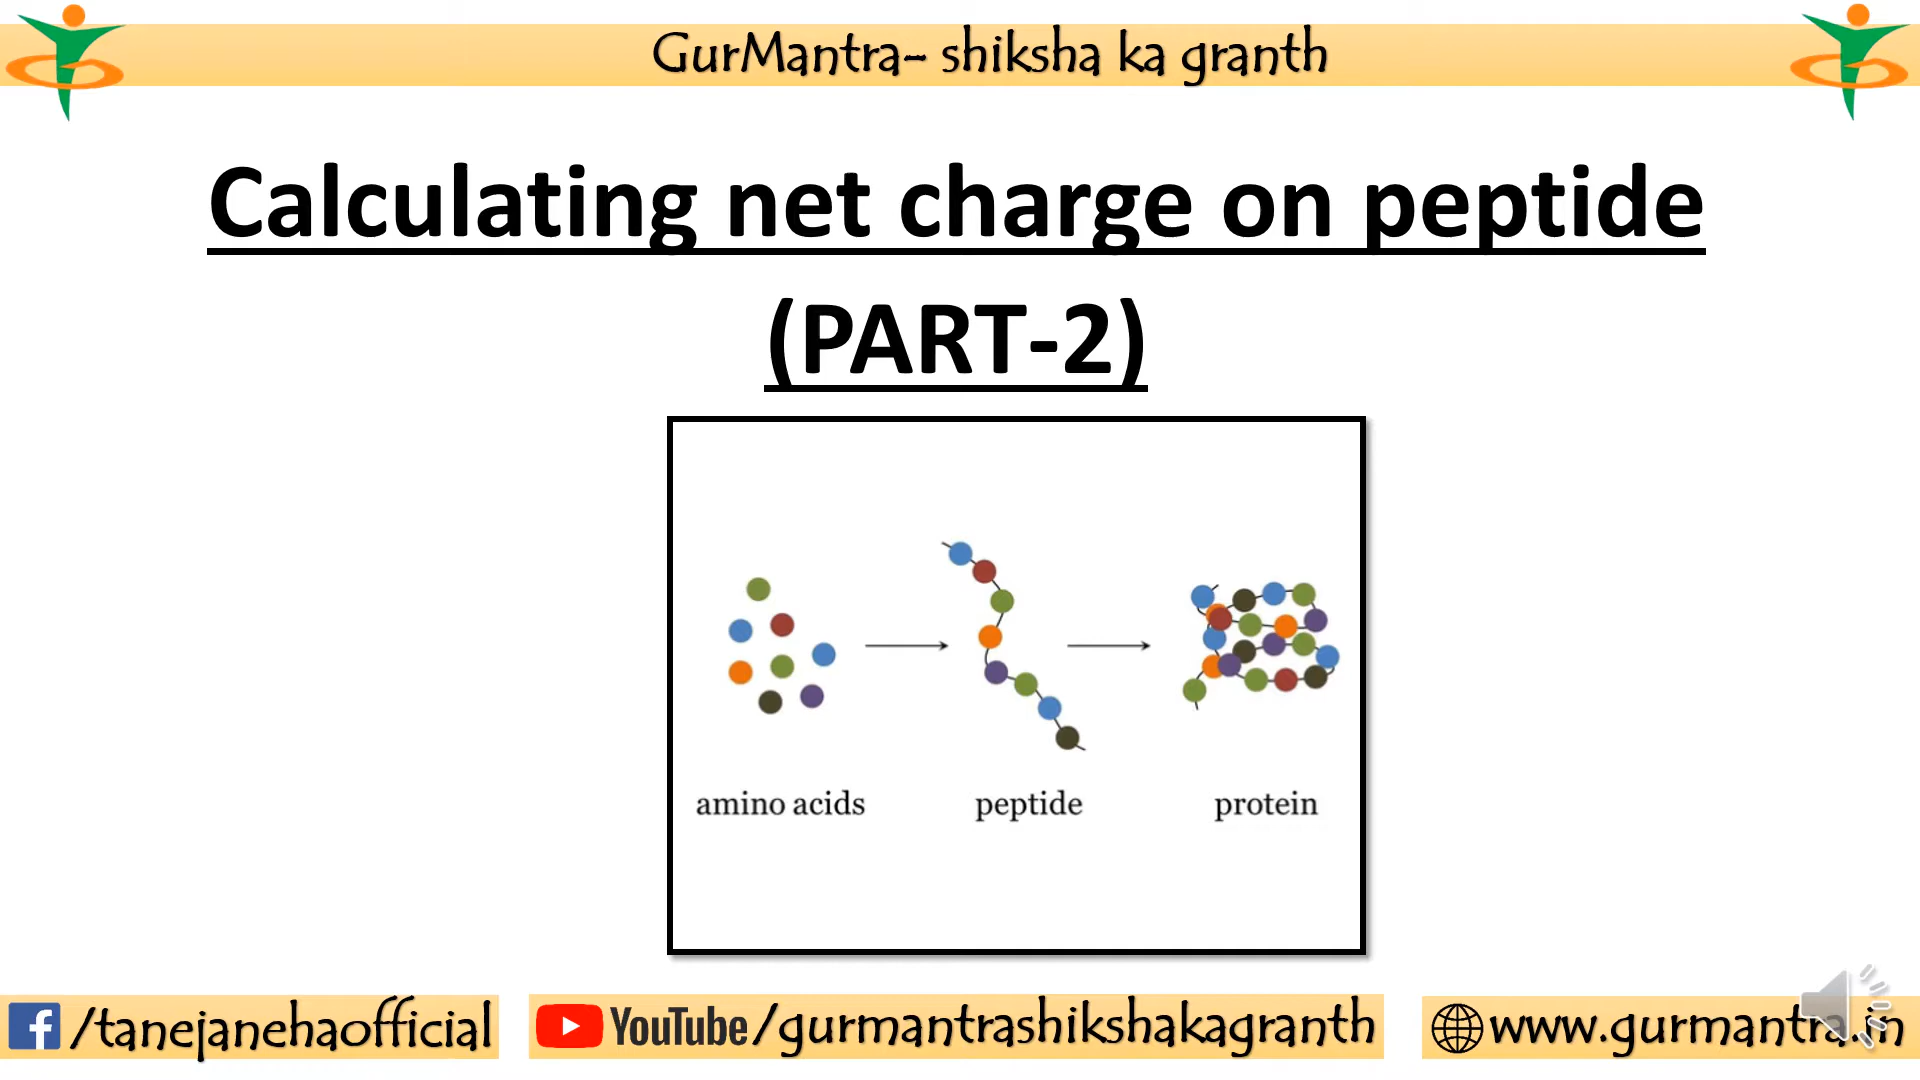 GurMantra- shiksha ka granth
Calculating net charge on peptide
(PART-2)
amino acids
peptide
protein
/tanejanehaofficial
YouTube/gurmantrashikshakagranth
www.gurmantra.in